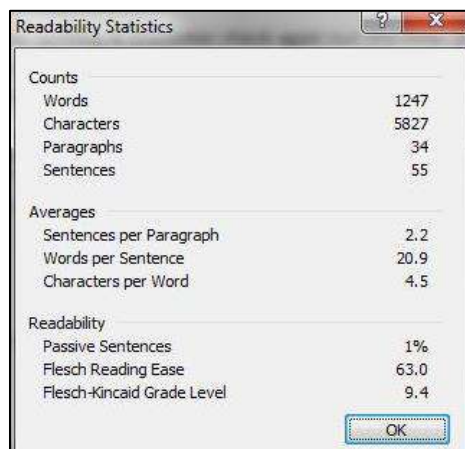 Readability Statistics
Counts
Words 1247
Characters 5827
Paragraphs 34
Sentences 55
Averages
Sentences per Paragraph 2.2
Words per Sentence 20.9
Characters per Word 4.5
Readability
Passive Sentences 1%
Flesch Reading Ease 63.0
Flesch-Kincaid Grade Level 9.4
OK